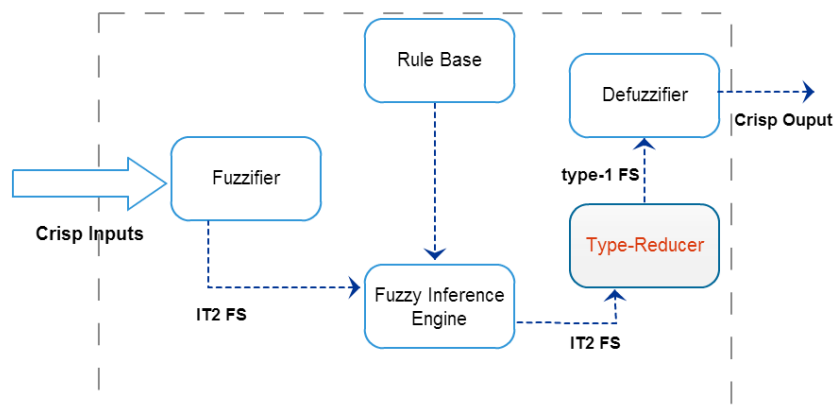 Rule Base
Defuzzifier
Crisp Ouput
Fuzzifier
type-1 FS
Crisp Inputs
Type-Reducer
IT2 FS
Fuzzy Inference
Engine
IT2 FS